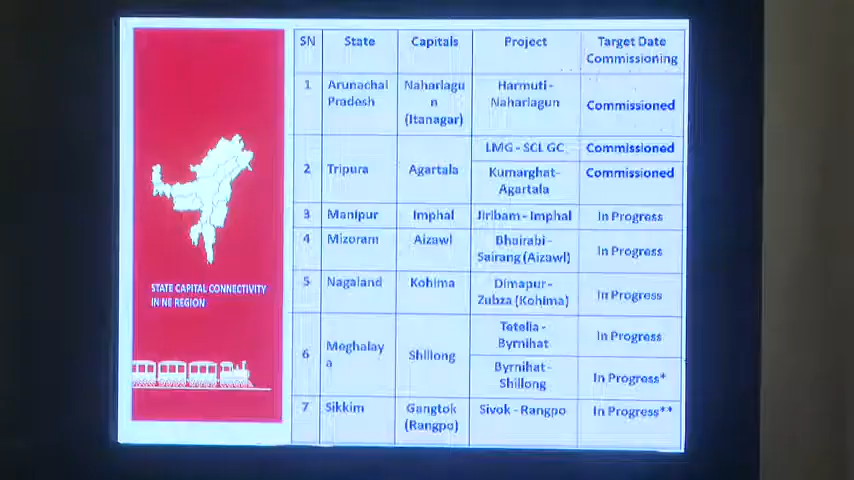 SN State Capitals Project Target Date
Commissioning
1 Arunachal
Pradesh
Naharlagu
n
(Itanagar)
Harmuti -
Naharlagun
Commissioned
2 Tripura Agartala
LMG - SCL GC Commissioned
Kumarghat-
Agartala
Commissioned
3 Manipur Imphal Jiribam - Imphal In Progress
4 Mizoram Aizawl Bhairabi -
Sairang (Aizawl)
In Progress
5 Nagaland Kohima Dimapur-
Zubza (Kohima)
In Progress
6 Meghalay
a
Shillong
Tetelia -
Byrnihat
In Progress
Byrnihat -
Shillong
In Progress*
7 Sikkim Gangtok
(Rangpo)
Sivok - Rangpo In Progress**
STATE CAPITAL CONNECTIVITY
IN NE REGION